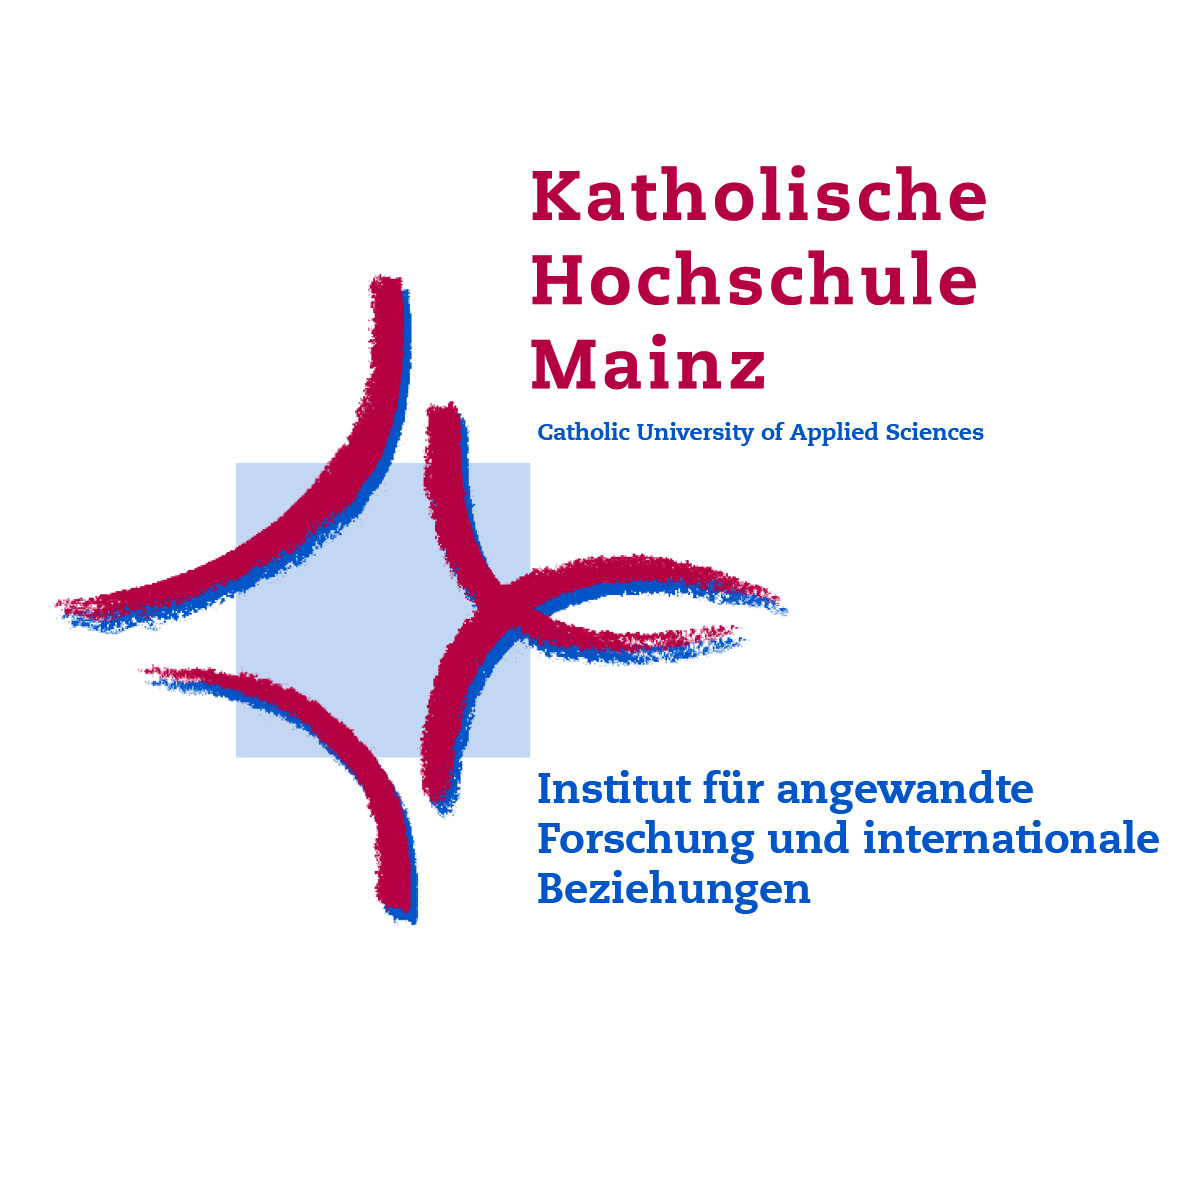 Katholische
Hochschule
Mainz
Catholic University of Applied Sciences
Institut für angewandte
Forschung und internationale
Beziehungen